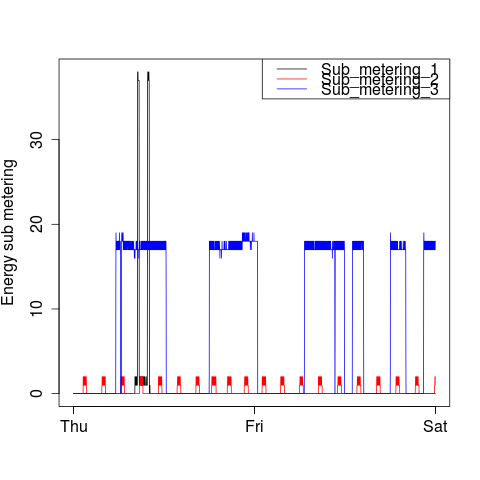 Sub_metering_1
Sub_metering_2
Sub_metering_3
Energy sub metering
30
20
10
0
Thu Fri Sat